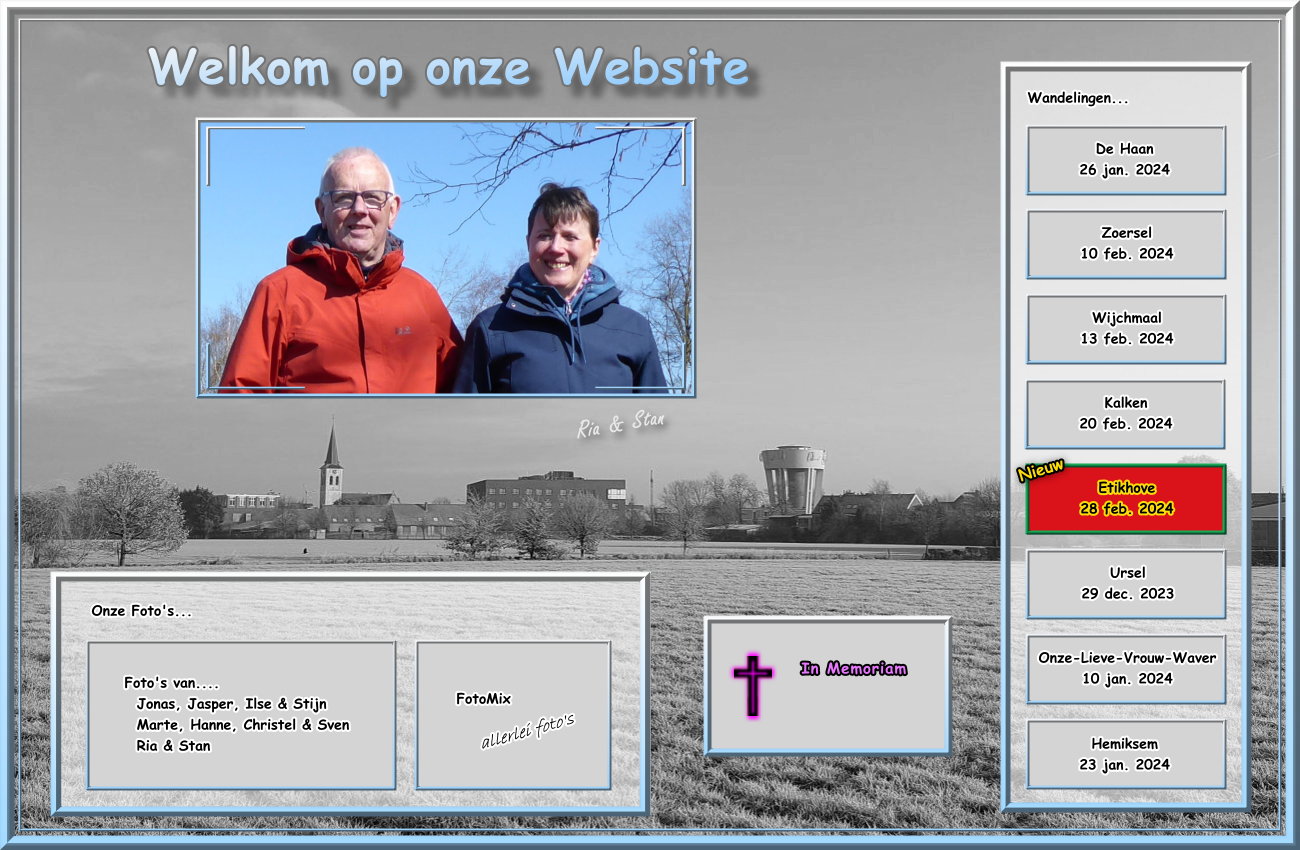 Welkom op onze Website
Ria & Stan
Wandelingen...
De Haan
26 jan. 2024
Zoersel
10 feb. 2024
Wijchmaal
13 feb. 2024
Kalken
20 feb. 2024
Nieuw
Etikhove
28 feb. 2024
Ursel
29 dec. 2023
Onze-Lieve-Vrouw-Waver
10 jan. 2024
Hemiksem
23 jan. 2024
Onze Foto's...
Foto's van....
Jonas, Jasper, Ilse & Stijn
Marte, Hanne, Christel & Sven
Ria & Stan
FotoMix
allerlei foto's
In Memoriam